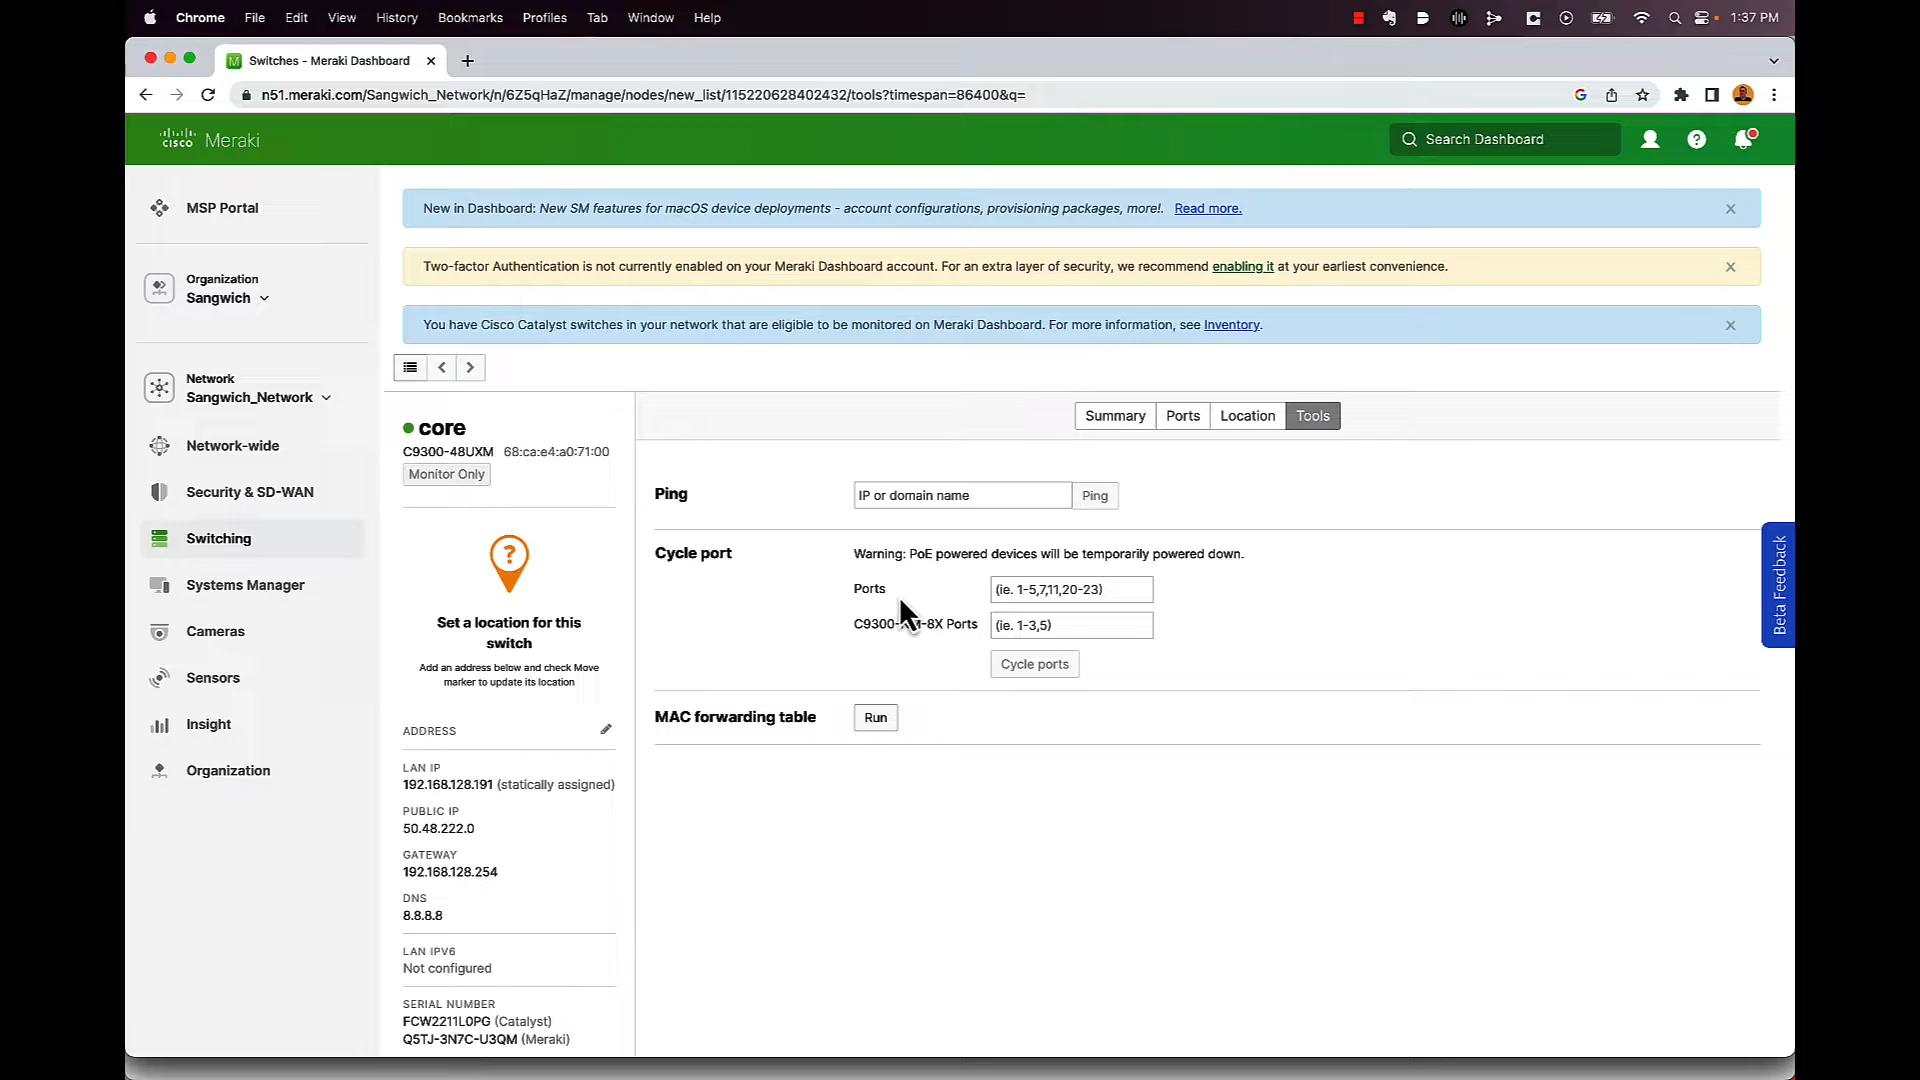 Chrome File Edit View History Bookmarks Profiles Tab Window Help 1:37 PM
Switches - Meraki Dashboard
n51.meraki.com/Sangwich_Network/n/6Z5qHaZ/manage/nodes/new_list/115220628402432/tools?timespan=86400&q=
cisco Meraki
Search Dashboard
MSP Portal
Organization
Sangwich
Network
Sangwich_Network
Network-wide
Security & SD-WAN
Switching
Systems Manager
Cameras
Sensors
Insight
Organization
New in Dashboard: New SM features for macOS device deployments - account configurations, provisioning packages, more!. Read more.
Two-factor Authentication is not currently enabled on your Meraki Dashboard account. For an extra layer of security, we recommend enabling it at your earliest convenience.
You have Cisco Catalyst switches in your network that are eligible to be monitored on Meraki Dashboard. For more information, see Inventory.
core
C9300-48UXM 68:ca:e4:a0:71:00
Monitor Only
?
Set a location for this
switch
Add an address below and check Move
marker to update its location
ADDRESS
LAN IP
192.168.128.191 (statically assigned)
PUBLIC IP
50.48.222.0
GATEWAY
192.168.128.254
DNS
8.8.8.8
LAN IPV6
Not configured
SERIAL NUMBER
FCW2211L0PG (Catalyst)
Q5TJ-3N7C-U3QM (Meraki)
Summary Ports Location Tools
Ping IP or domain name Ping
Cycle port Warning: PoE powered devices will be temporarily powered down.
Ports (ie. 1-5,7,11,20-23)
Ports (ie. 1-3,5)
Cycle ports
MAC forwarding table Run
Beta Feedback